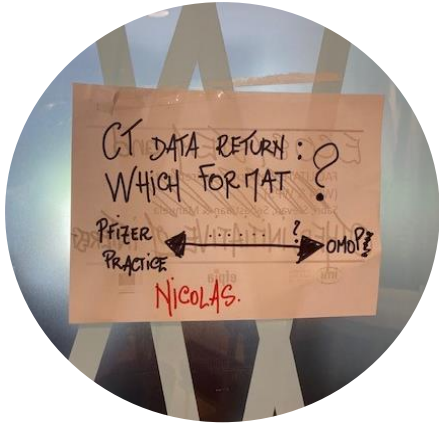 CT DATA RETURN :
WHICH FORMAT ?
PFIZER
PRACTICE
? OMOP
NICOLAS.